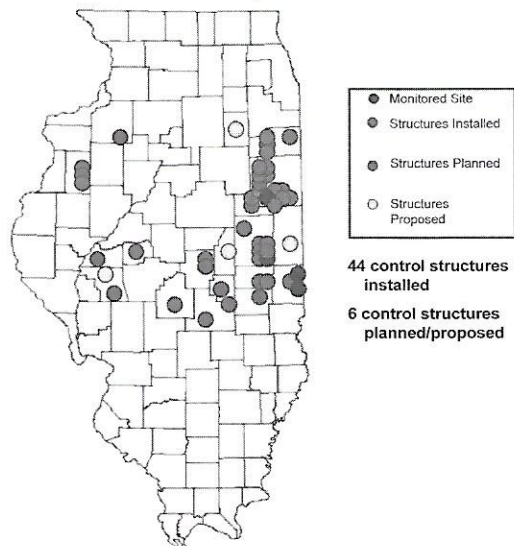 Monitored Site
Structures Installed
Structures Planned
Structures
Proposed
44 control structures
installed
6 control structures
planned/proposed